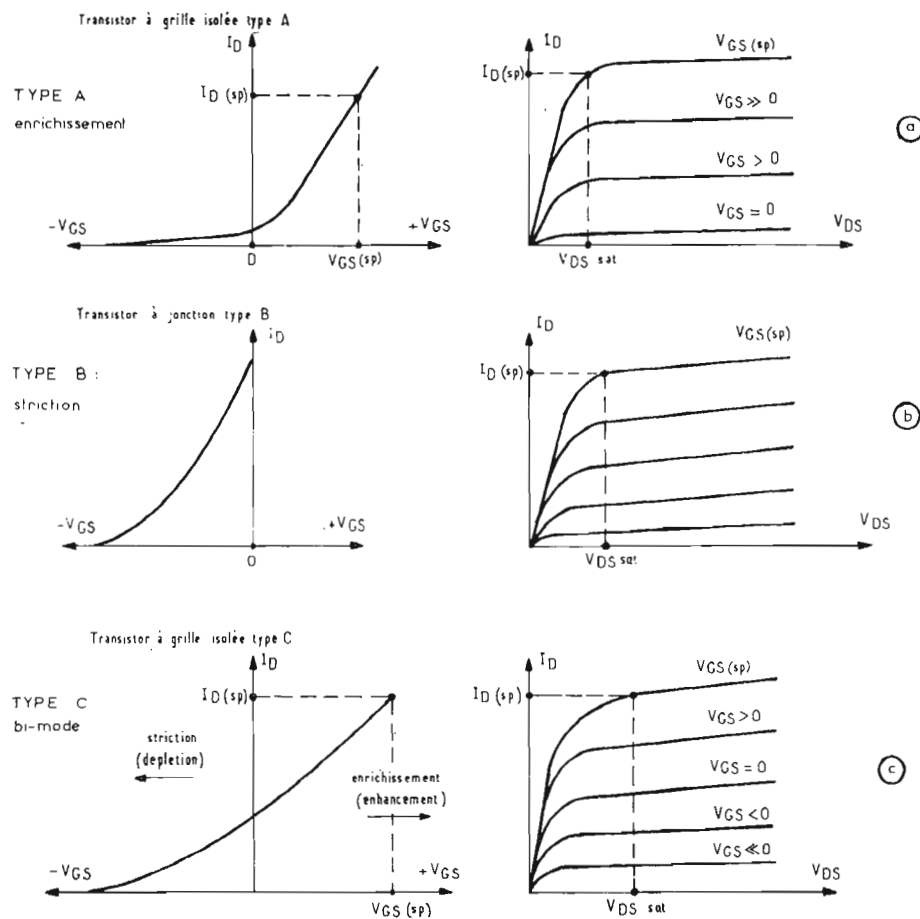 Transistor à grille isolée type A
ID
ID(sp)
TYPE A
enrichissement
-VGS
+VGS
0
VGS(sp)
ID
VGS(sp)
ID(sp)
VGS≫0
VGS > 0
VGS = 0
VDS
VDS sat
a
Transistor à jonction type B
ID
TYPE B :
striction
-VGS
+VGS
0
ID
VGS(sp)
ID(sp)
VDS
VDS sat
b
Transistor à grille isolée type C
ID
ID(sp)
TYPE C
bi-mode
striction
(depletion)
enrichissement
(enhancement)
-VGS
+VGS
VGS(sp)
ID
VGS(sp)
ID(sp)
VGS>0
VGS=0
VGS<0
VGS≪0
VDS
VDS sat
c